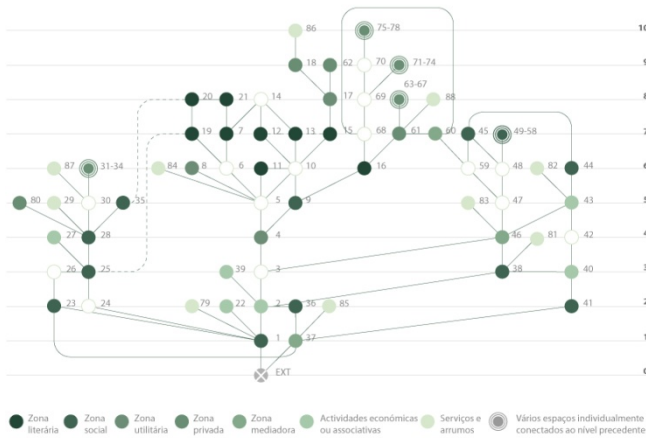 86 75-78 10
18 62 70 71-74 9
63-67
20 21 14 17 69 88 8
19 7 12 13 15 68 61 60 45 49-58 7
87 31-34 84 8 6 11 10 16 59 48 82 44 6
80 29 30 35 5 9 83 47 43 5
27 28 4 46 81 42 4
26 25 39 3 38 40 3
23 24 79 22 2 36 85 41 2
1 37 1
EXT 0
Zona literária
Zona social
Zona utilitária
Zona privada
Zona mediadora
Actividades económicas ou associativas
Serviços e arrumos
Vários espaços individualmente conectados ao nível precedente